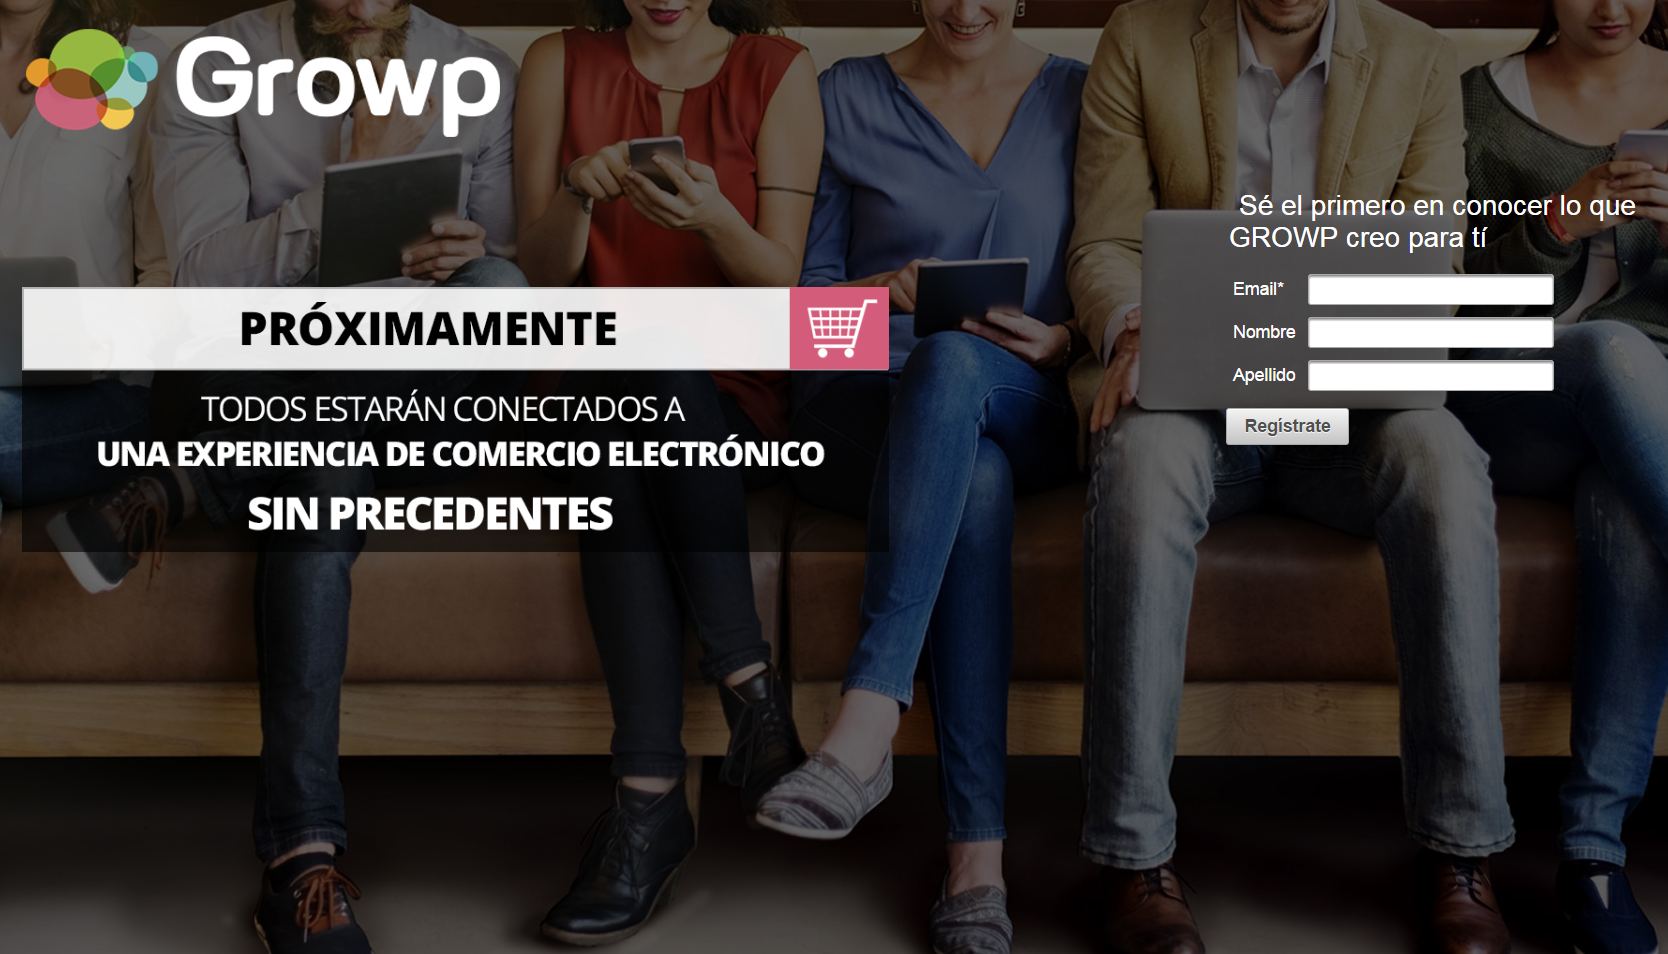 Growp
PRÓXIMAMENTE
TODOS ESTARÁN CONECTADOS A
UNA EXPERIENCIA DE COMERCIO ELECTRÓNICO
SIN PRECEDENTES
Sé el primero en conocer lo que
GROWP creo para tí
Email*
Nombre
Apellido
Regístrate